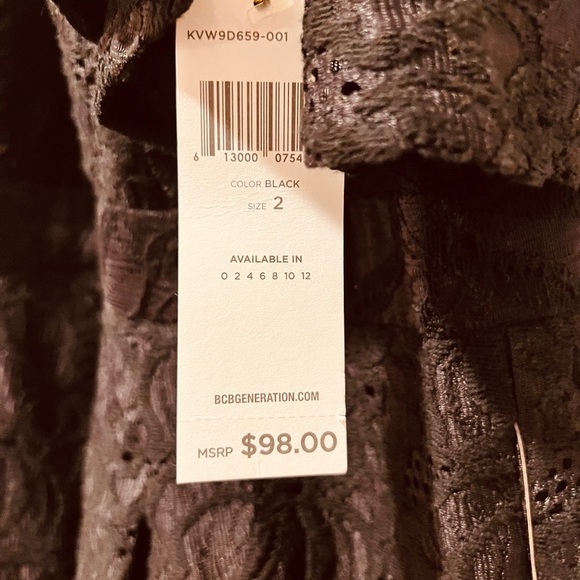 KVW9D659-001
6 13000 0754
COLOR BLACK
SIZE 2
AVAILABLE IN
0 2 4 6 8 10 12
BCBGENERATION.COM
MSRP $98.00